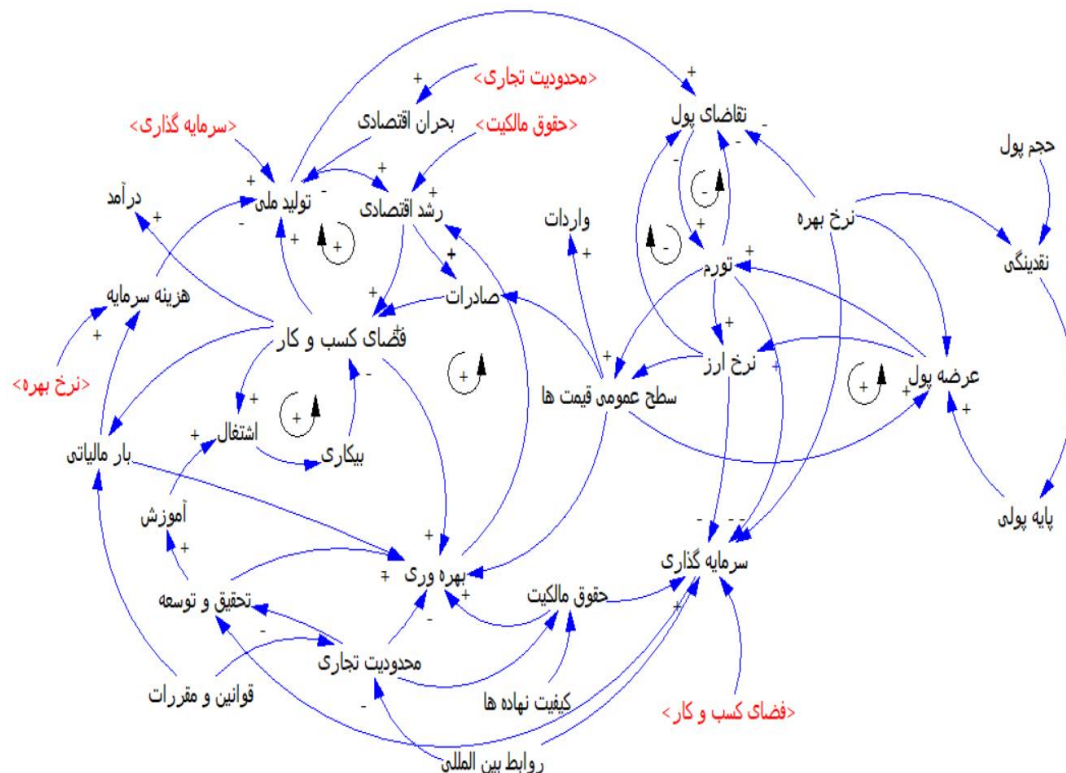 <محدودیت تجاری>
تقاضای پول
بحران اقتصادی
<حقوق مالکیت>
<سرمایه گذاری>
حجم پول
درآمد
تولید ملی
رشد اقتصادی
واردات
نرخ بهره
نقدینگی
تورم
هزینه سرمایه
صادرات
فضای کسب و کار
نرخ ارز
عرضه پول
<نرخ بهره>
سطح عمومی قیمت ها
اشتغال
بیکاری
بار مالیاتی
آموزش
پایه پولی
سرمایه گذاری
بهره وری
تحقیق و توسعه
حقوق مالکیت
محدودیت تجاری
قوانین و مقررات
کیفیت نهاده ها
<فضای کسب و کار>
روابط بین المللی